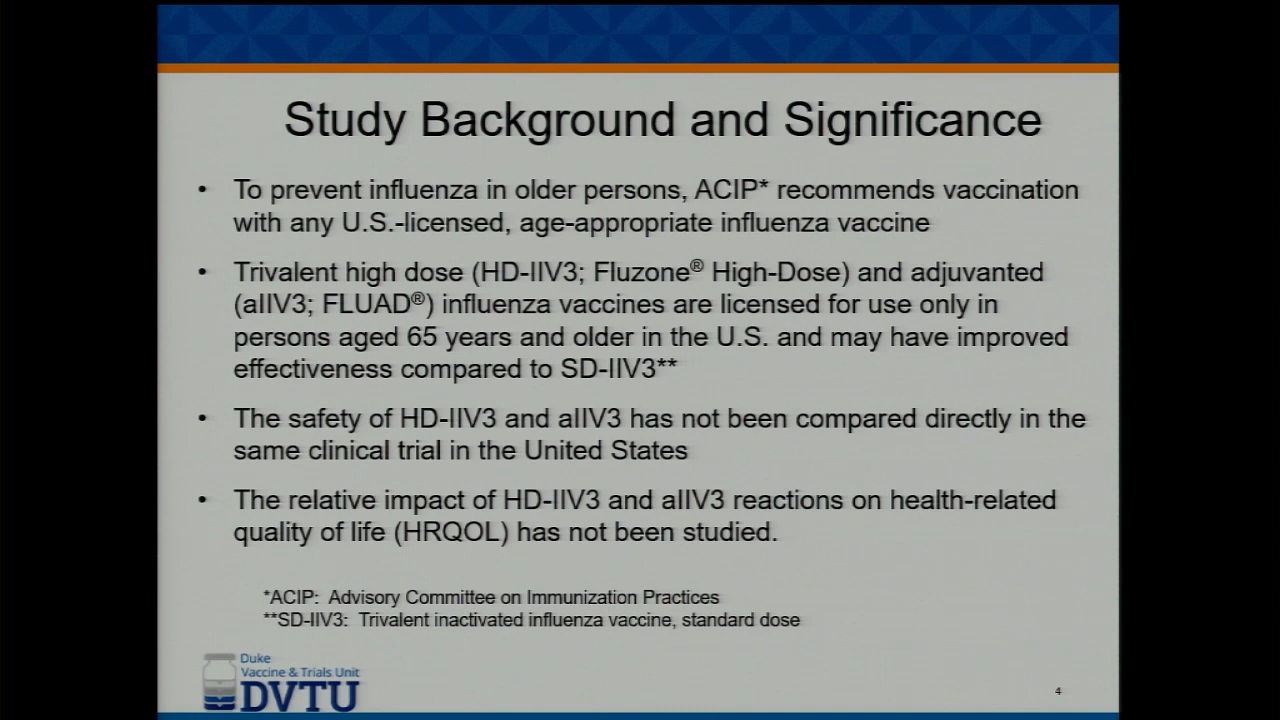 Study Background and Significance
• To prevent influenza in older persons, ACIP* recommends vaccination
with any U.S.-licensed, age-appropriate influenza vaccine
• Trivalent high dose (HD-IIV3; Fluzone® High-Dose) and adjuvanted
(aIIV3; FLUAD®) influenza vaccines are licensed for use only in
persons aged 65 years and older in the U.S. and may have improved
effectiveness compared to SD-IIV3**
• The safety of HD-IIV3 and aIIV3 has not been compared directly in the
same clinical trial in the United States
• The relative impact of HD-IIV3 and aIIV3 reactions on health-related
quality of life (HRQOL) has not been studied.
*ACIP: Advisory Committee on Immunization Practices
**SD-IIV3: Trivalent inactivated influenza vaccine, standard dose
Duke
Vaccine & Trials Unit
DVTU
4